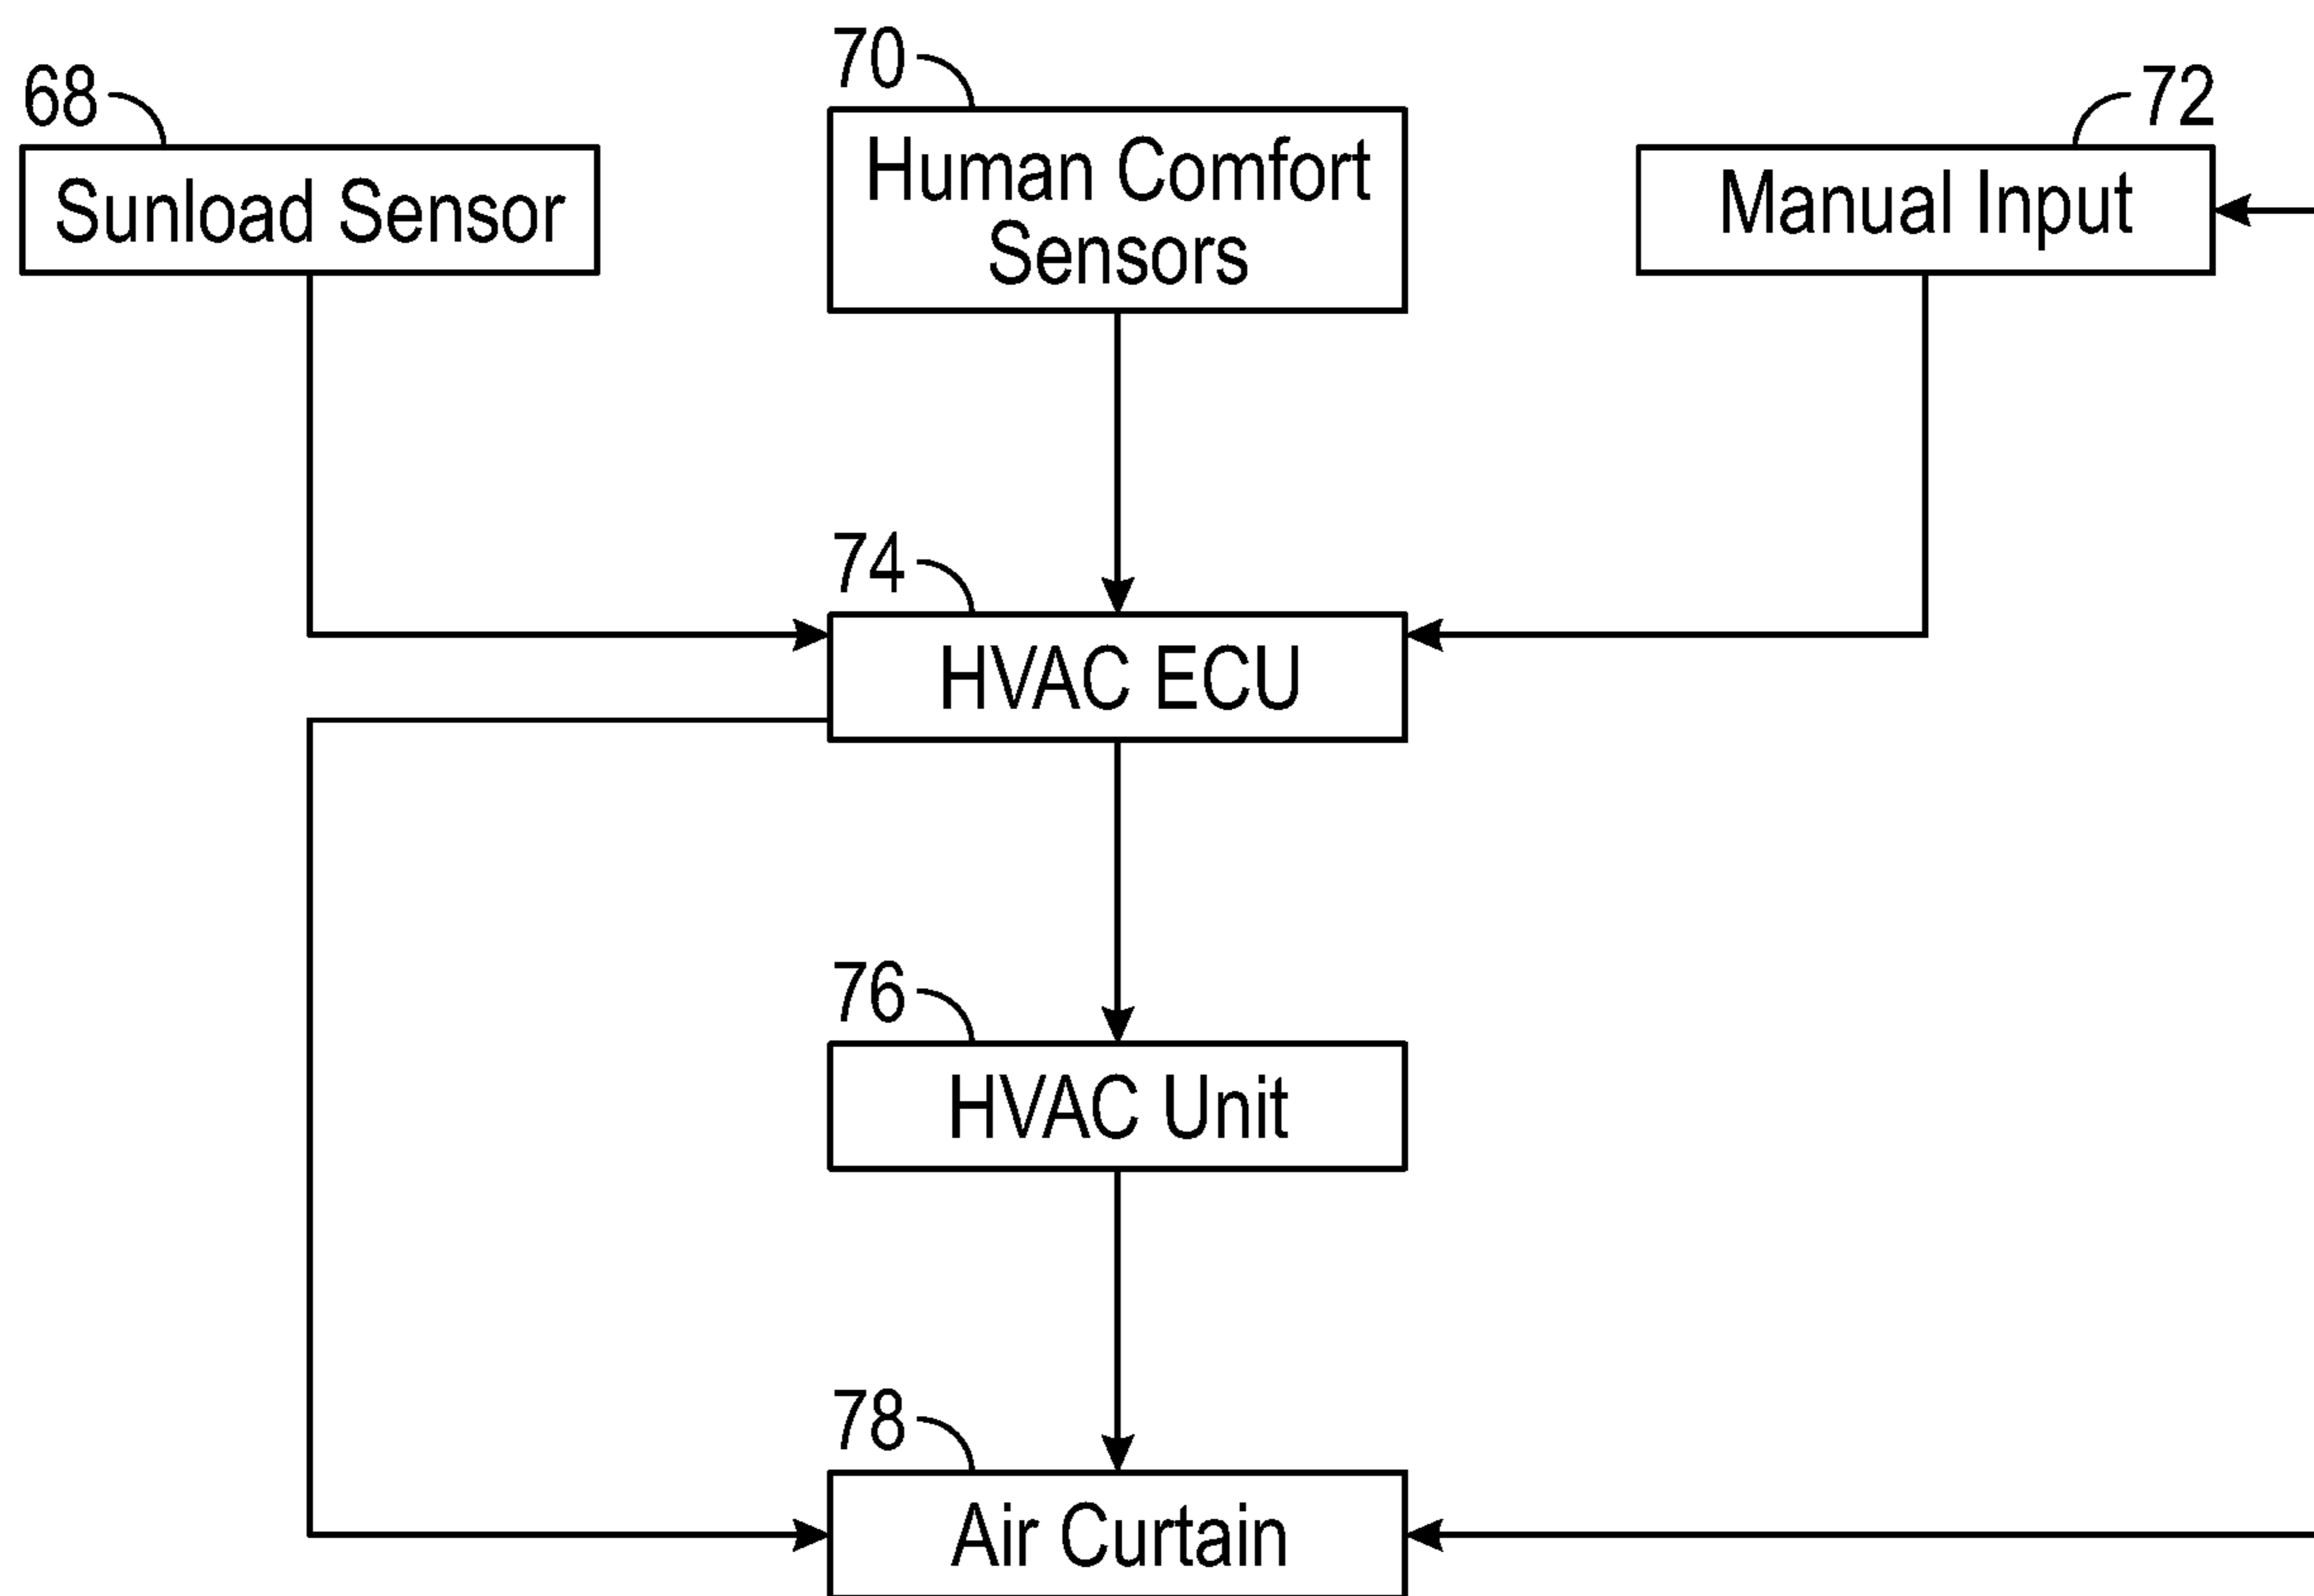 70
68
72
Human Comfort
Sensors
Sunload Sensor
Manual Input
74
HVAC ECU
76
HVAC Unit
78
Air Curtain